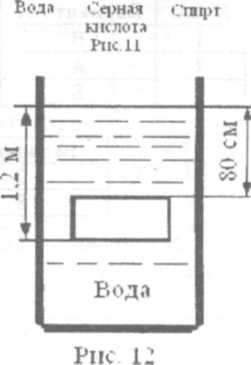 Вода Серная Спирт
кислота
Рис.11
1,2 м
80 см
Вода
Рис. 12